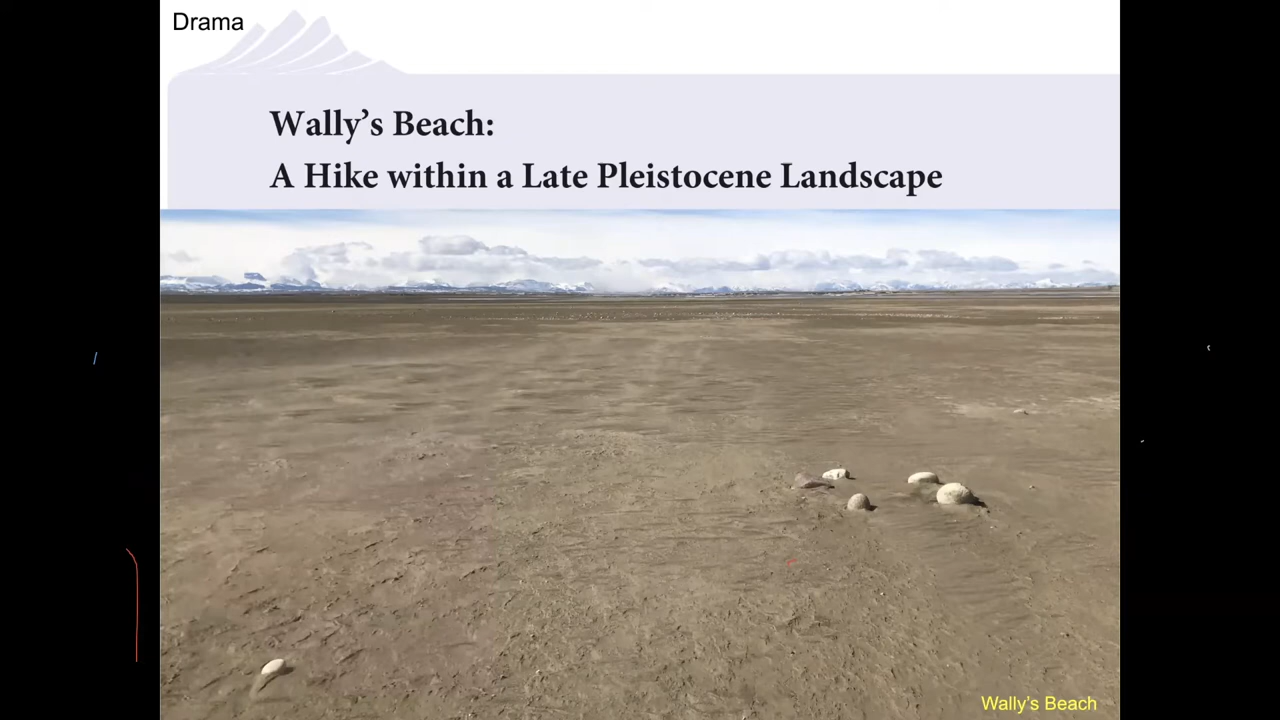 Drama
Wally’s Beach:
A Hike within a Late Pleistocene Landscape
Wally’s Beach